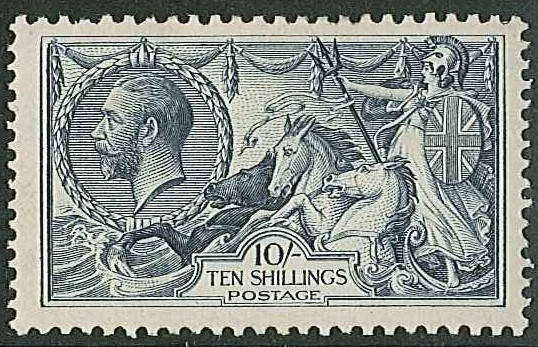 10/-
TEN SHILLINGS
POSTAGE